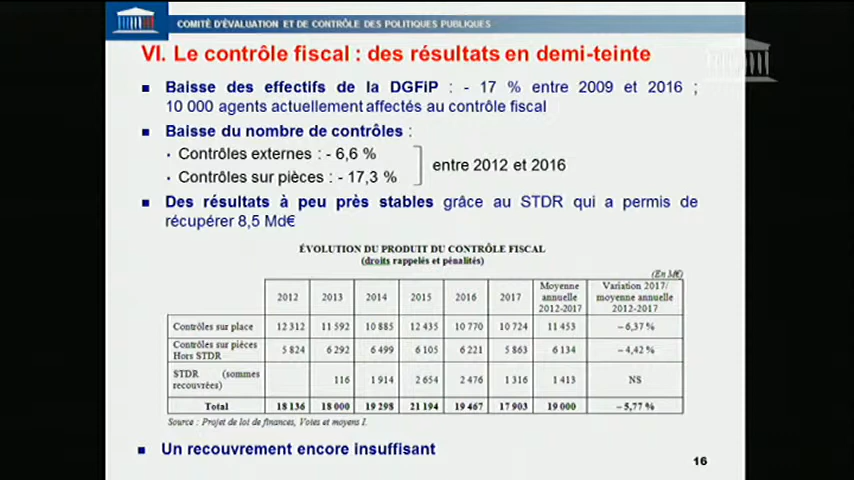 COMITÉ D'ÉVALUATION ET DE CONTRÔLE DES POLITIQUES PUBLIQUES
VI. Le contrôle fiscal : des résultats en demi-teinte
Baisse des effectifs de la DGFiP : - 17 % entre 2009 et 2016 ;
10 000 agents actuellement affectés au contrôle fiscal
Baisse du nombre de contrôles :
Contrôles externes : - 6,6 %
Contrôles sur pièces : - 17,3 %
entre 2012 et 2016
Des résultats à peu près stables grâce au STDR qui a permis de
récupérer 8,5 Md€
ÉVOLUTION DU PRODUIT DU CONTRÔLE FISCAL
(droits rappelés et pénalités)
(En M€)
2012 2013 2014 2015 2016 2017 Moyenne annuelle 2012-2017 Variation 2017/ moyenne annuelle 2012-2017
Contrôles sur place 12 312 11 592 10 885 12 435 10 770 10 724 11 453 – 6,37 %
Contrôles sur pièces Hors STDR 5 824 6 292 6 499 6 105 6 221 5 863 6 134 – 4,42 %
STDR (sommes recouvrées) 116 1 914 2 654 2 476 1 316 1 413 NS
Total 18 136 18 000 19 298 21 194 19 467 17 903 19 000 – 5,77 %
Source : Projet de loi de finances, Voies et moyens I.
Un recouvrement encore insuffisant
16